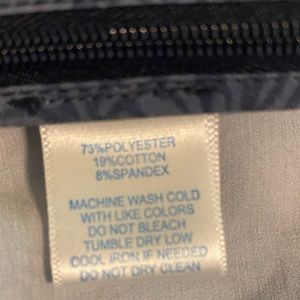 73%POLYESTER
19%COTTON
8%SPANDEX
MACHINE WASH COLD
WITH LIKE COLORS
DO NOT BLEACH
TUMBLE DRY LOW
COOL IRON IF NEEDED
DO NOT DRY CLEAN